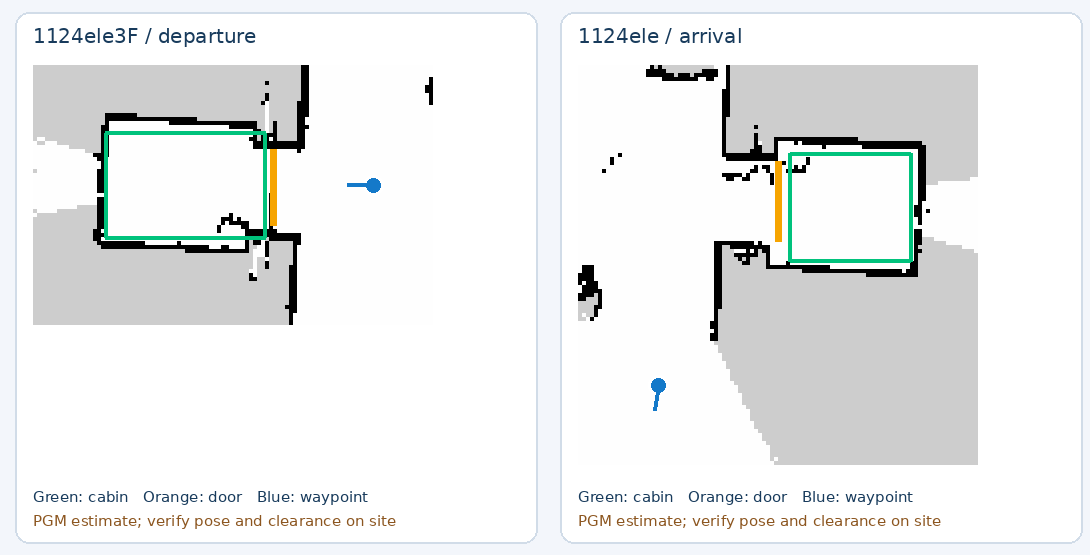 1124ele3F / departure
Green: cabin   Orange: door   Blue: waypoint
PGM estimate; verify pose and clearance on site
1124ele / arrival
Green: cabin   Orange: door   Blue: waypoint
PGM estimate; verify pose and clearance on site